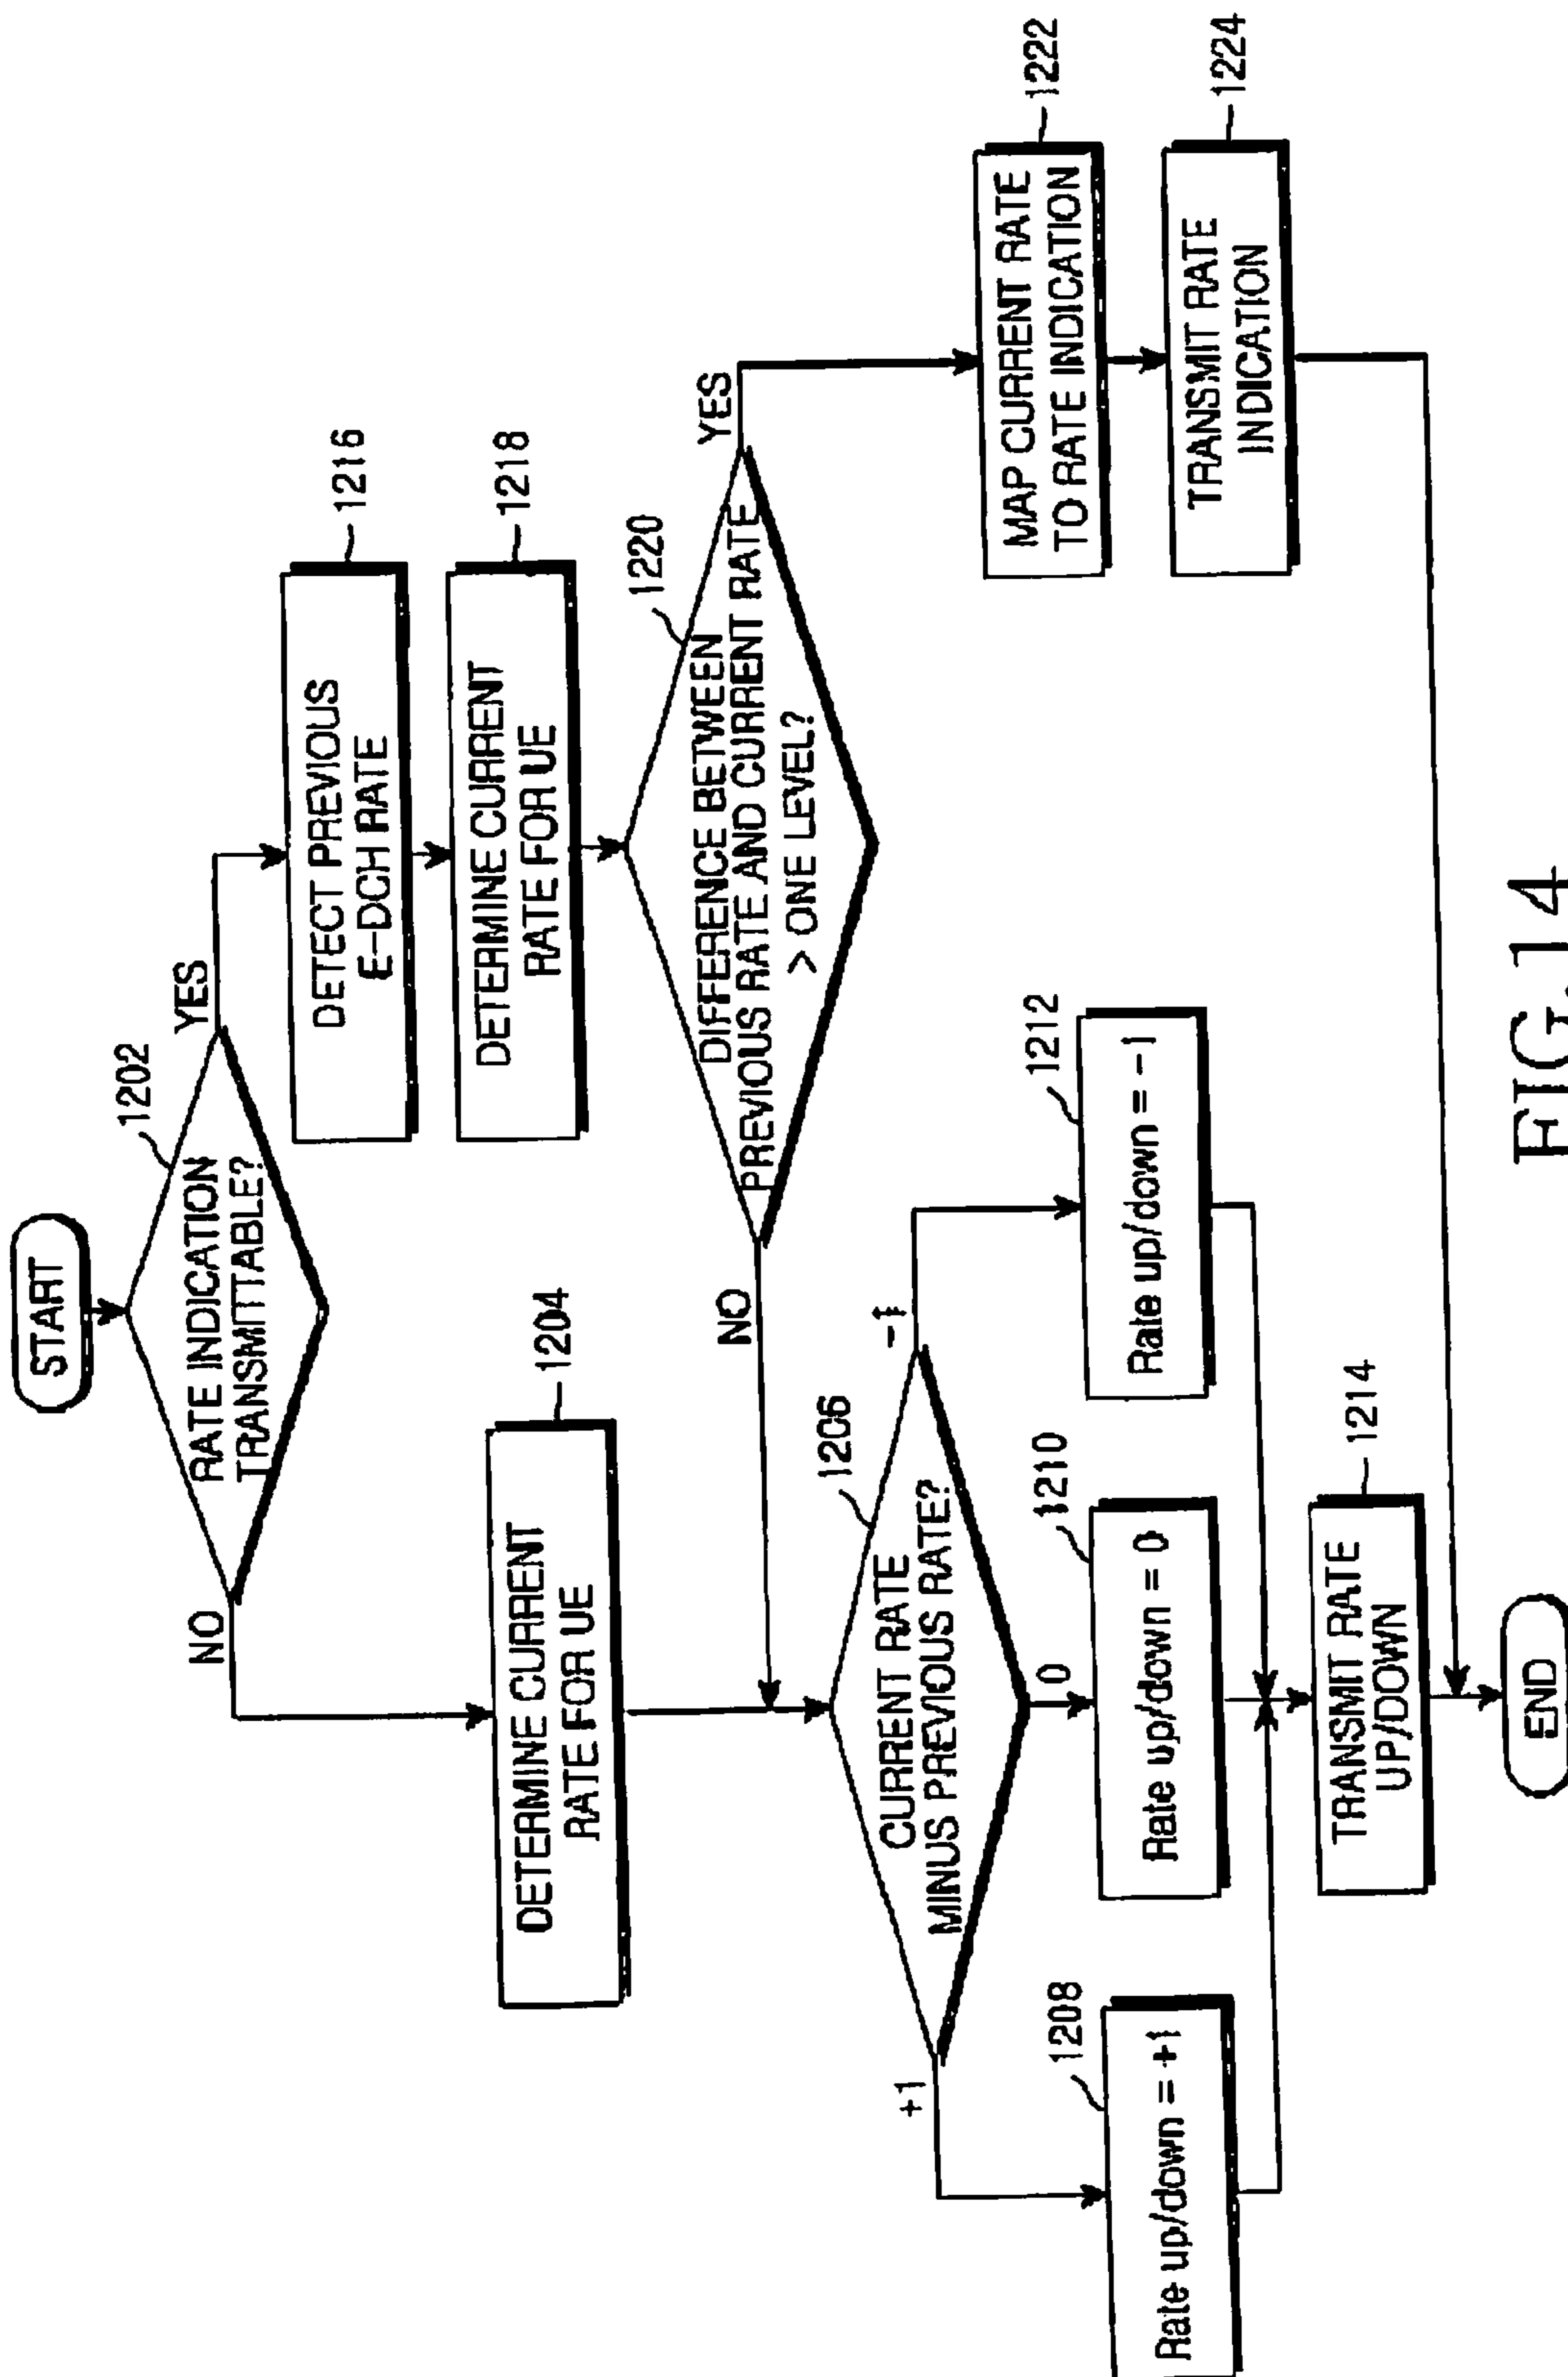 START
1202
RATE INDICATION
TRANSMITTABLE?
NO
YES
1204
DETERMINE CURRENT
RATE FOR UE
1216
DETECT PREVIOUS
E-DCH RATE
1218
DETERMINE CURRENT
RATE FOR UE
1220
DIFFERENCE BETWEEN
PREVIOUS RATE AND CURRENT RATE
> ONE LEVEL?
NO
YES
1206
CURRENT RATE
MINUS PREVIOUS RATE?
+1
0
-1
1208
Rate up/down = +1
1210
Rate up/down = 0
1212
Rate up/down = -1
1222
MAP CURRENT RATE
TO RATE INDICATION
1214
TRANSMIT RATE
UP/DOWN
1224
TRANSMIT RATE
INDICATION
END
FIG.14